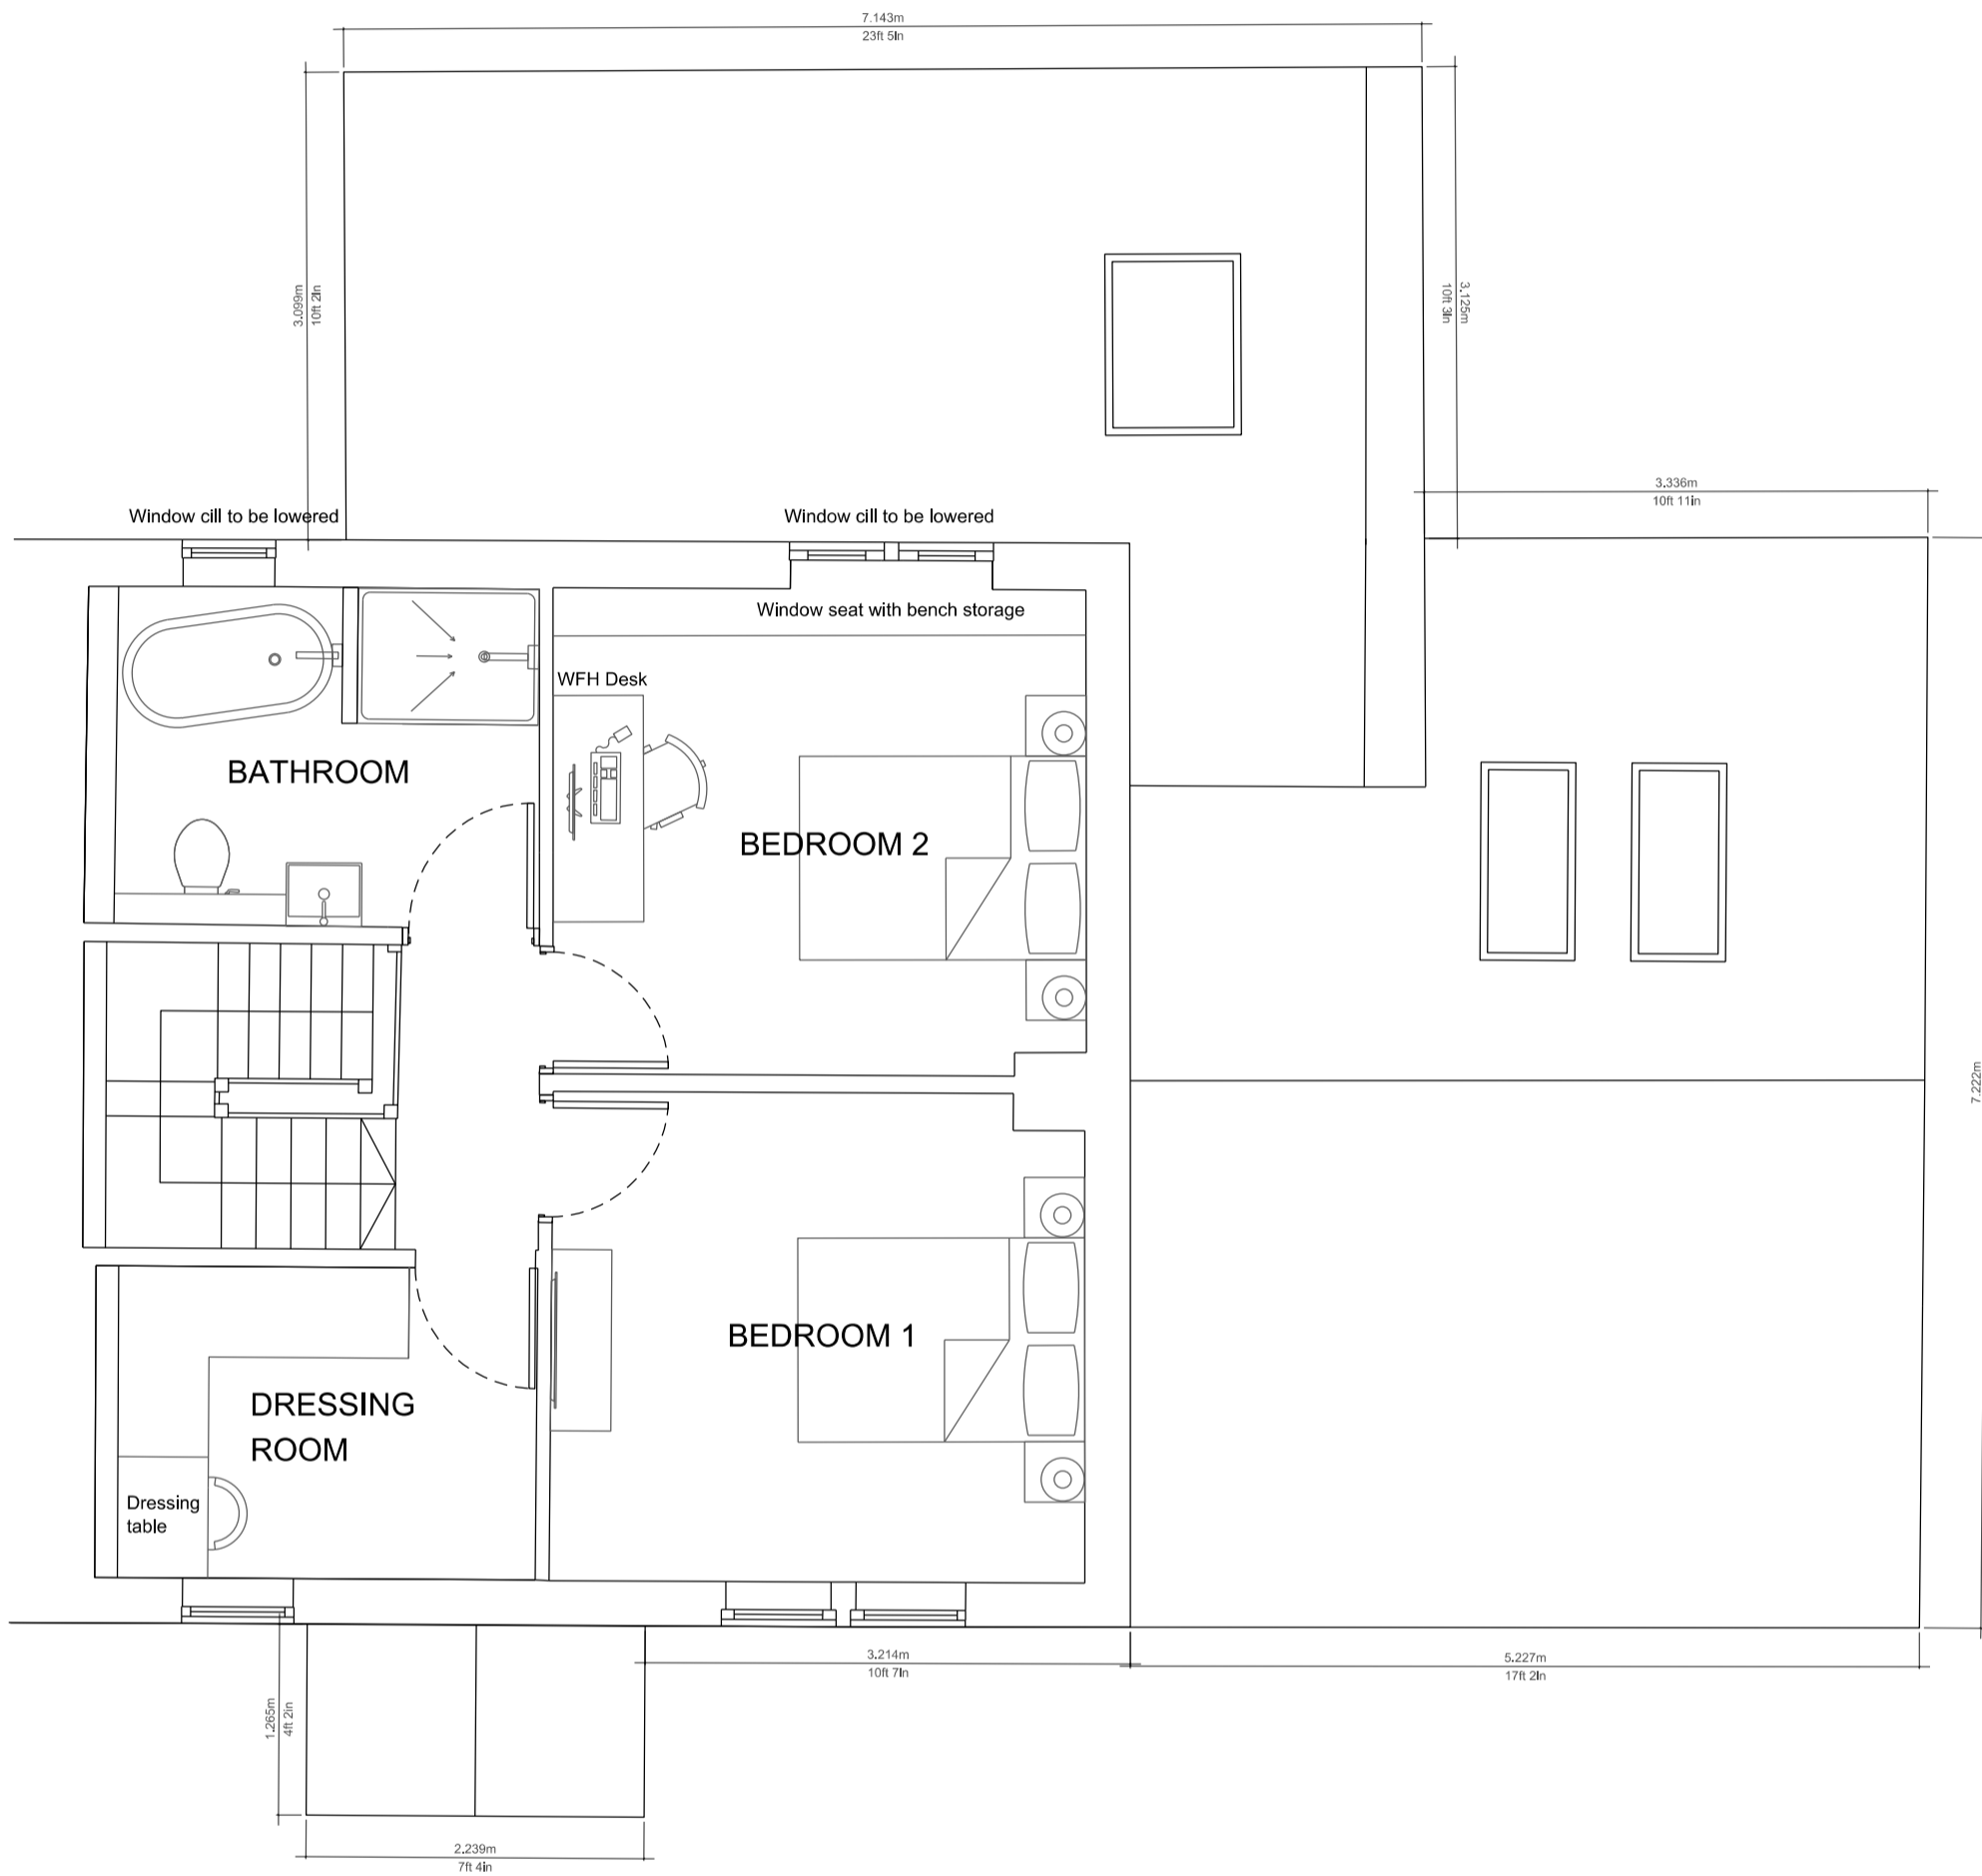 7.143m
23ft 5in
3.099m
10ft 2in
3.125m
10ft 3in
3.336m
10ft 11in
Window cill to be lowered
Window cill to be lowered
Window seat with bench storage
WFH Desk
BATHROOM
BEDROOM 2
7.222m
BEDROOM 1
DRESSING
ROOM
Dressing
table
3.214m
10ft 7in
5.227m
17ft 2in
1.265m
4ft 2in
2.239m
7ft 4in